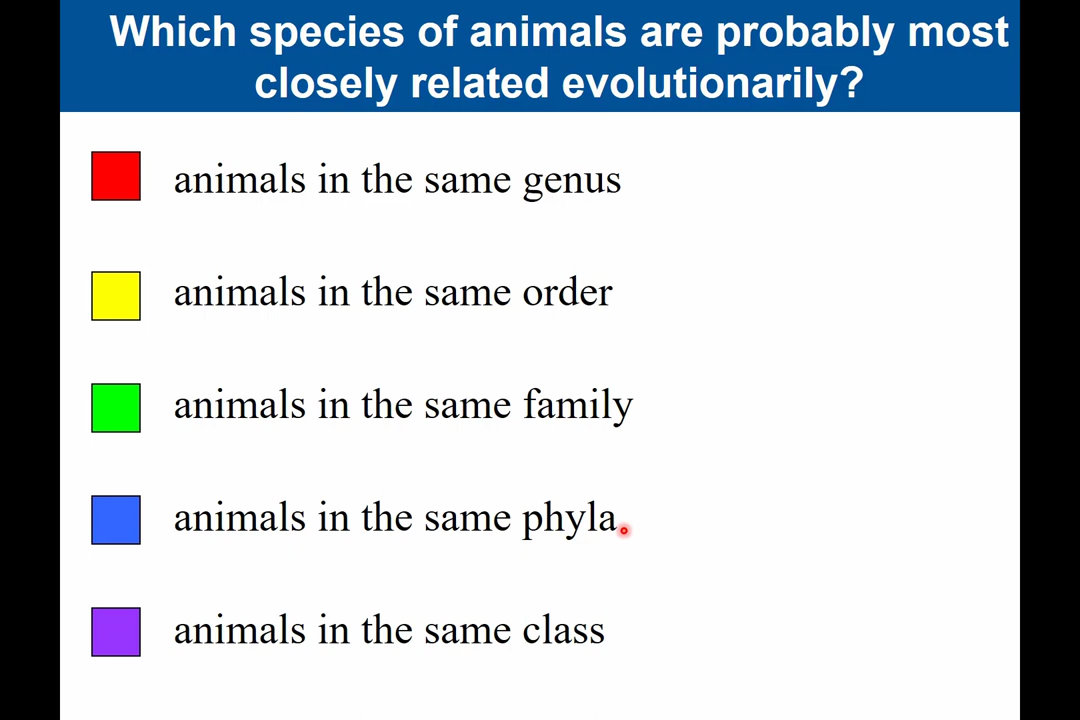 Which species of animals are probably most
closely related evolutionarily?
animals in the same genus
animals in the same order
animals in the same family
animals in the same phyla
animals in the same class